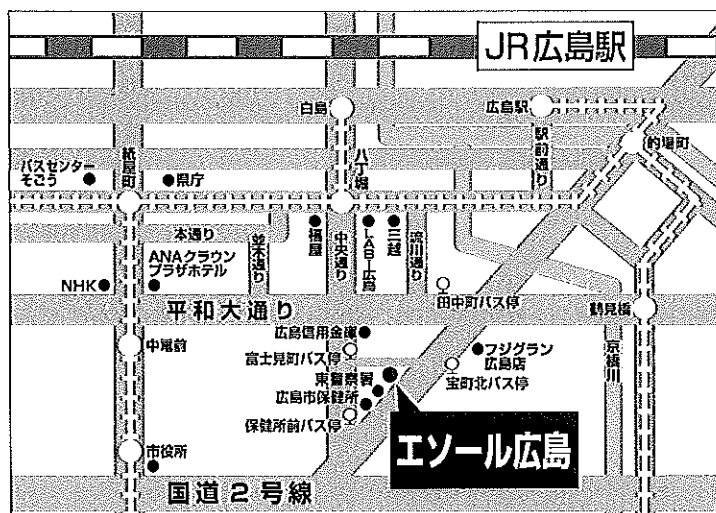 JR広島駅
白島
広島駅
的場町
駅前通り
バスセンター
そごう
紙屋町
県庁
八丁堀
本通り
並木通り
福屋
中央通り
LABI広島
三越
流川通り
ANAクラウン
プラザホテル
NHK
田中町バス停
平和大通り
鶴見橋
広島信用金庫
中電前
富士見町バス停
フジグラン
広島店
京橋川
東警察署
宝町北バス停
広島市保健所
保健所前バス停
エソール広島
市役所
国道2号線